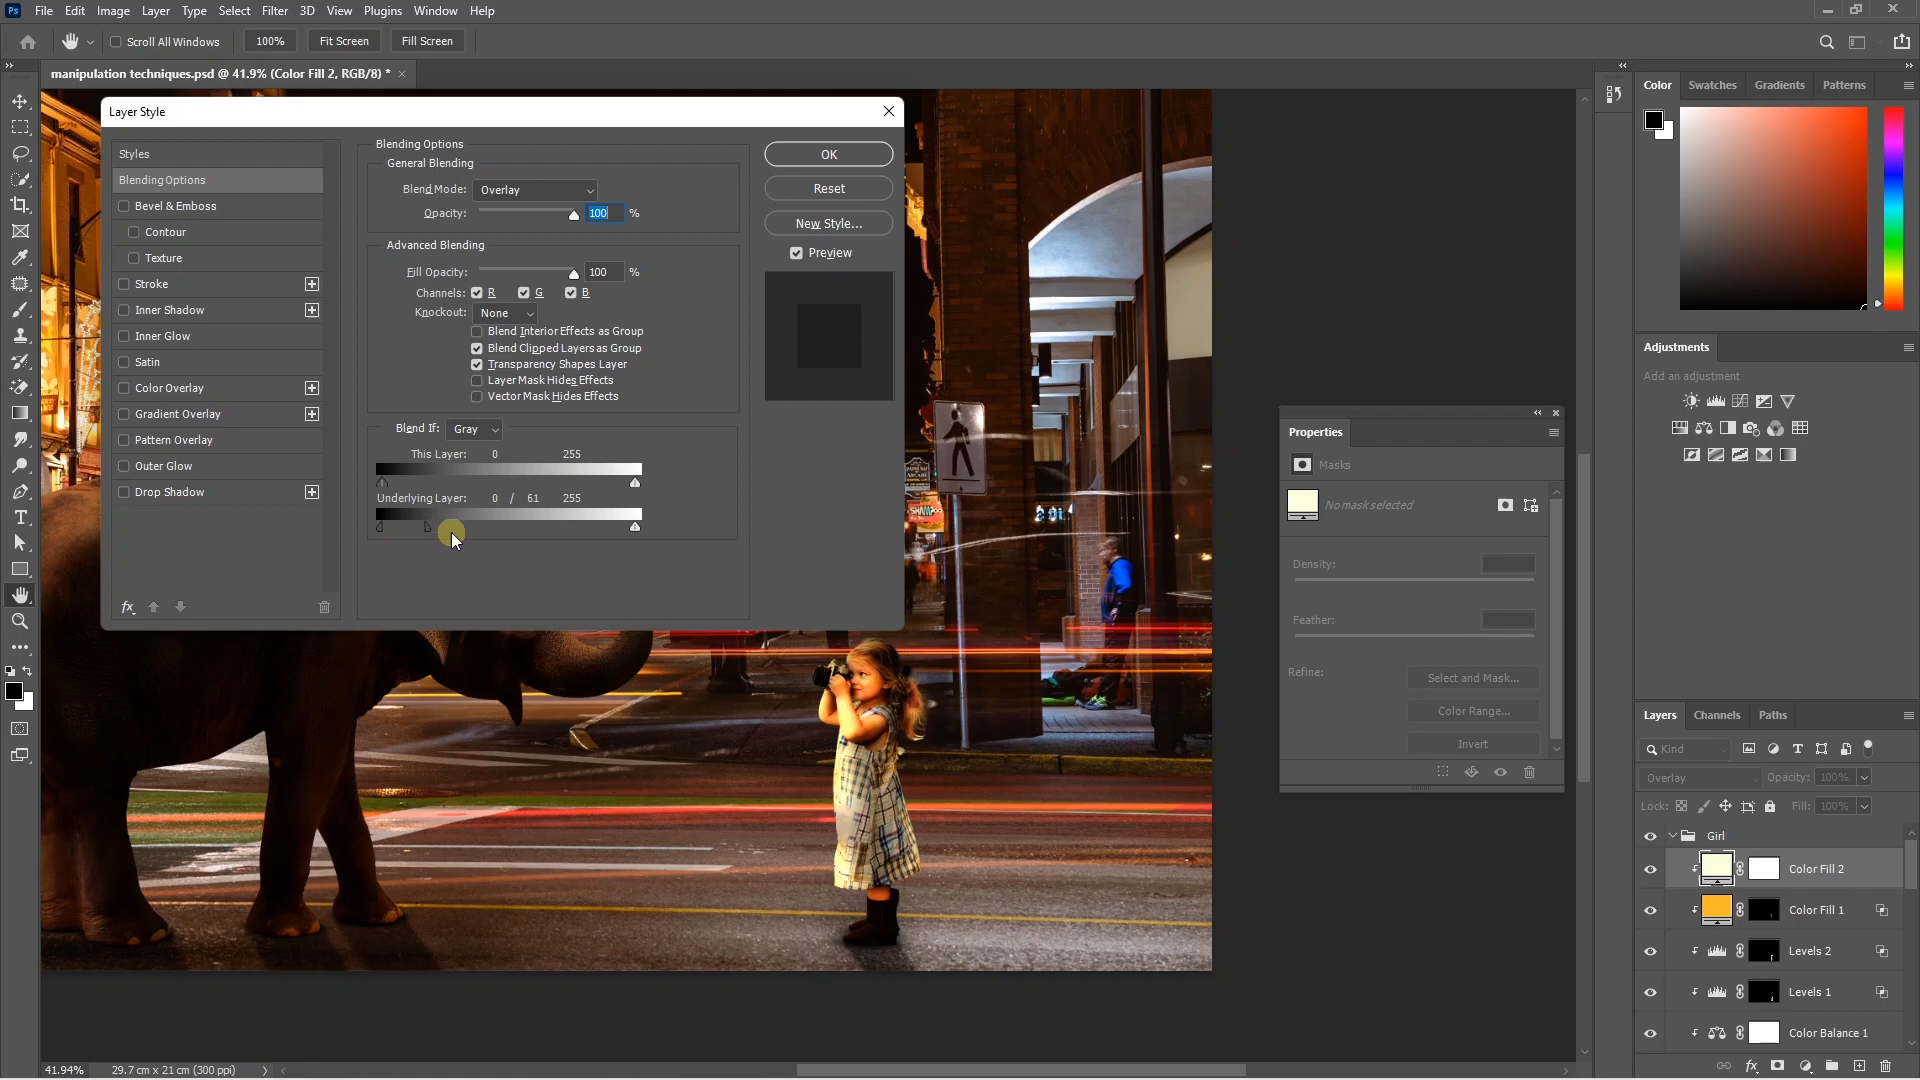 Ps File Edit Image Layer Type Select Filter 3D View Plugins Window Help
Scroll All Windows 100% Fit Screen Fill Screen
manipulation techniques.psd @ 41.9% (Color Fill 2, RGB/8) *
Layer Style
Styles
Blending Options
Bevel & Emboss
Contour
Texture
Stroke
Inner Shadow
Inner Glow
Satin
Color Overlay
Gradient Overlay
Pattern Overlay
Outer Glow
Drop Shadow
fx
Blending Options
General Blending
Blend Mode: Overlay
Opacity: 100 %
Advanced Blending
Fill Opacity: 100 %
Channels: R G B
Knockout: None
Blend Interior Effects as Group
Blend Clipped Layers as Group
Transparency Shapes Layer
Layer Mask Hides Effects
Vector Mask Hides Effects
Blend If: Gray
This Layer: 0 255
Underlying Layer: 0 / 61 255
OK
Reset
New Style...
Preview
SHAMPOO
Properties
Masks
No mask selected
Density:
Feather:
Refine: Select and Mask...
Color Range...
Invert
Color Swatches Gradients Patterns
Adjustments
Add an adjustment
Layers Channels Paths
Kind
Overlay Opacity: 100%
Lock: Fill: 100%
Girl
Color Fill 2
Color Fill 1
Levels 2
Levels 1
Color Balance 1
fx
41.94% 29.7 cm x 21 cm (300 ppi)